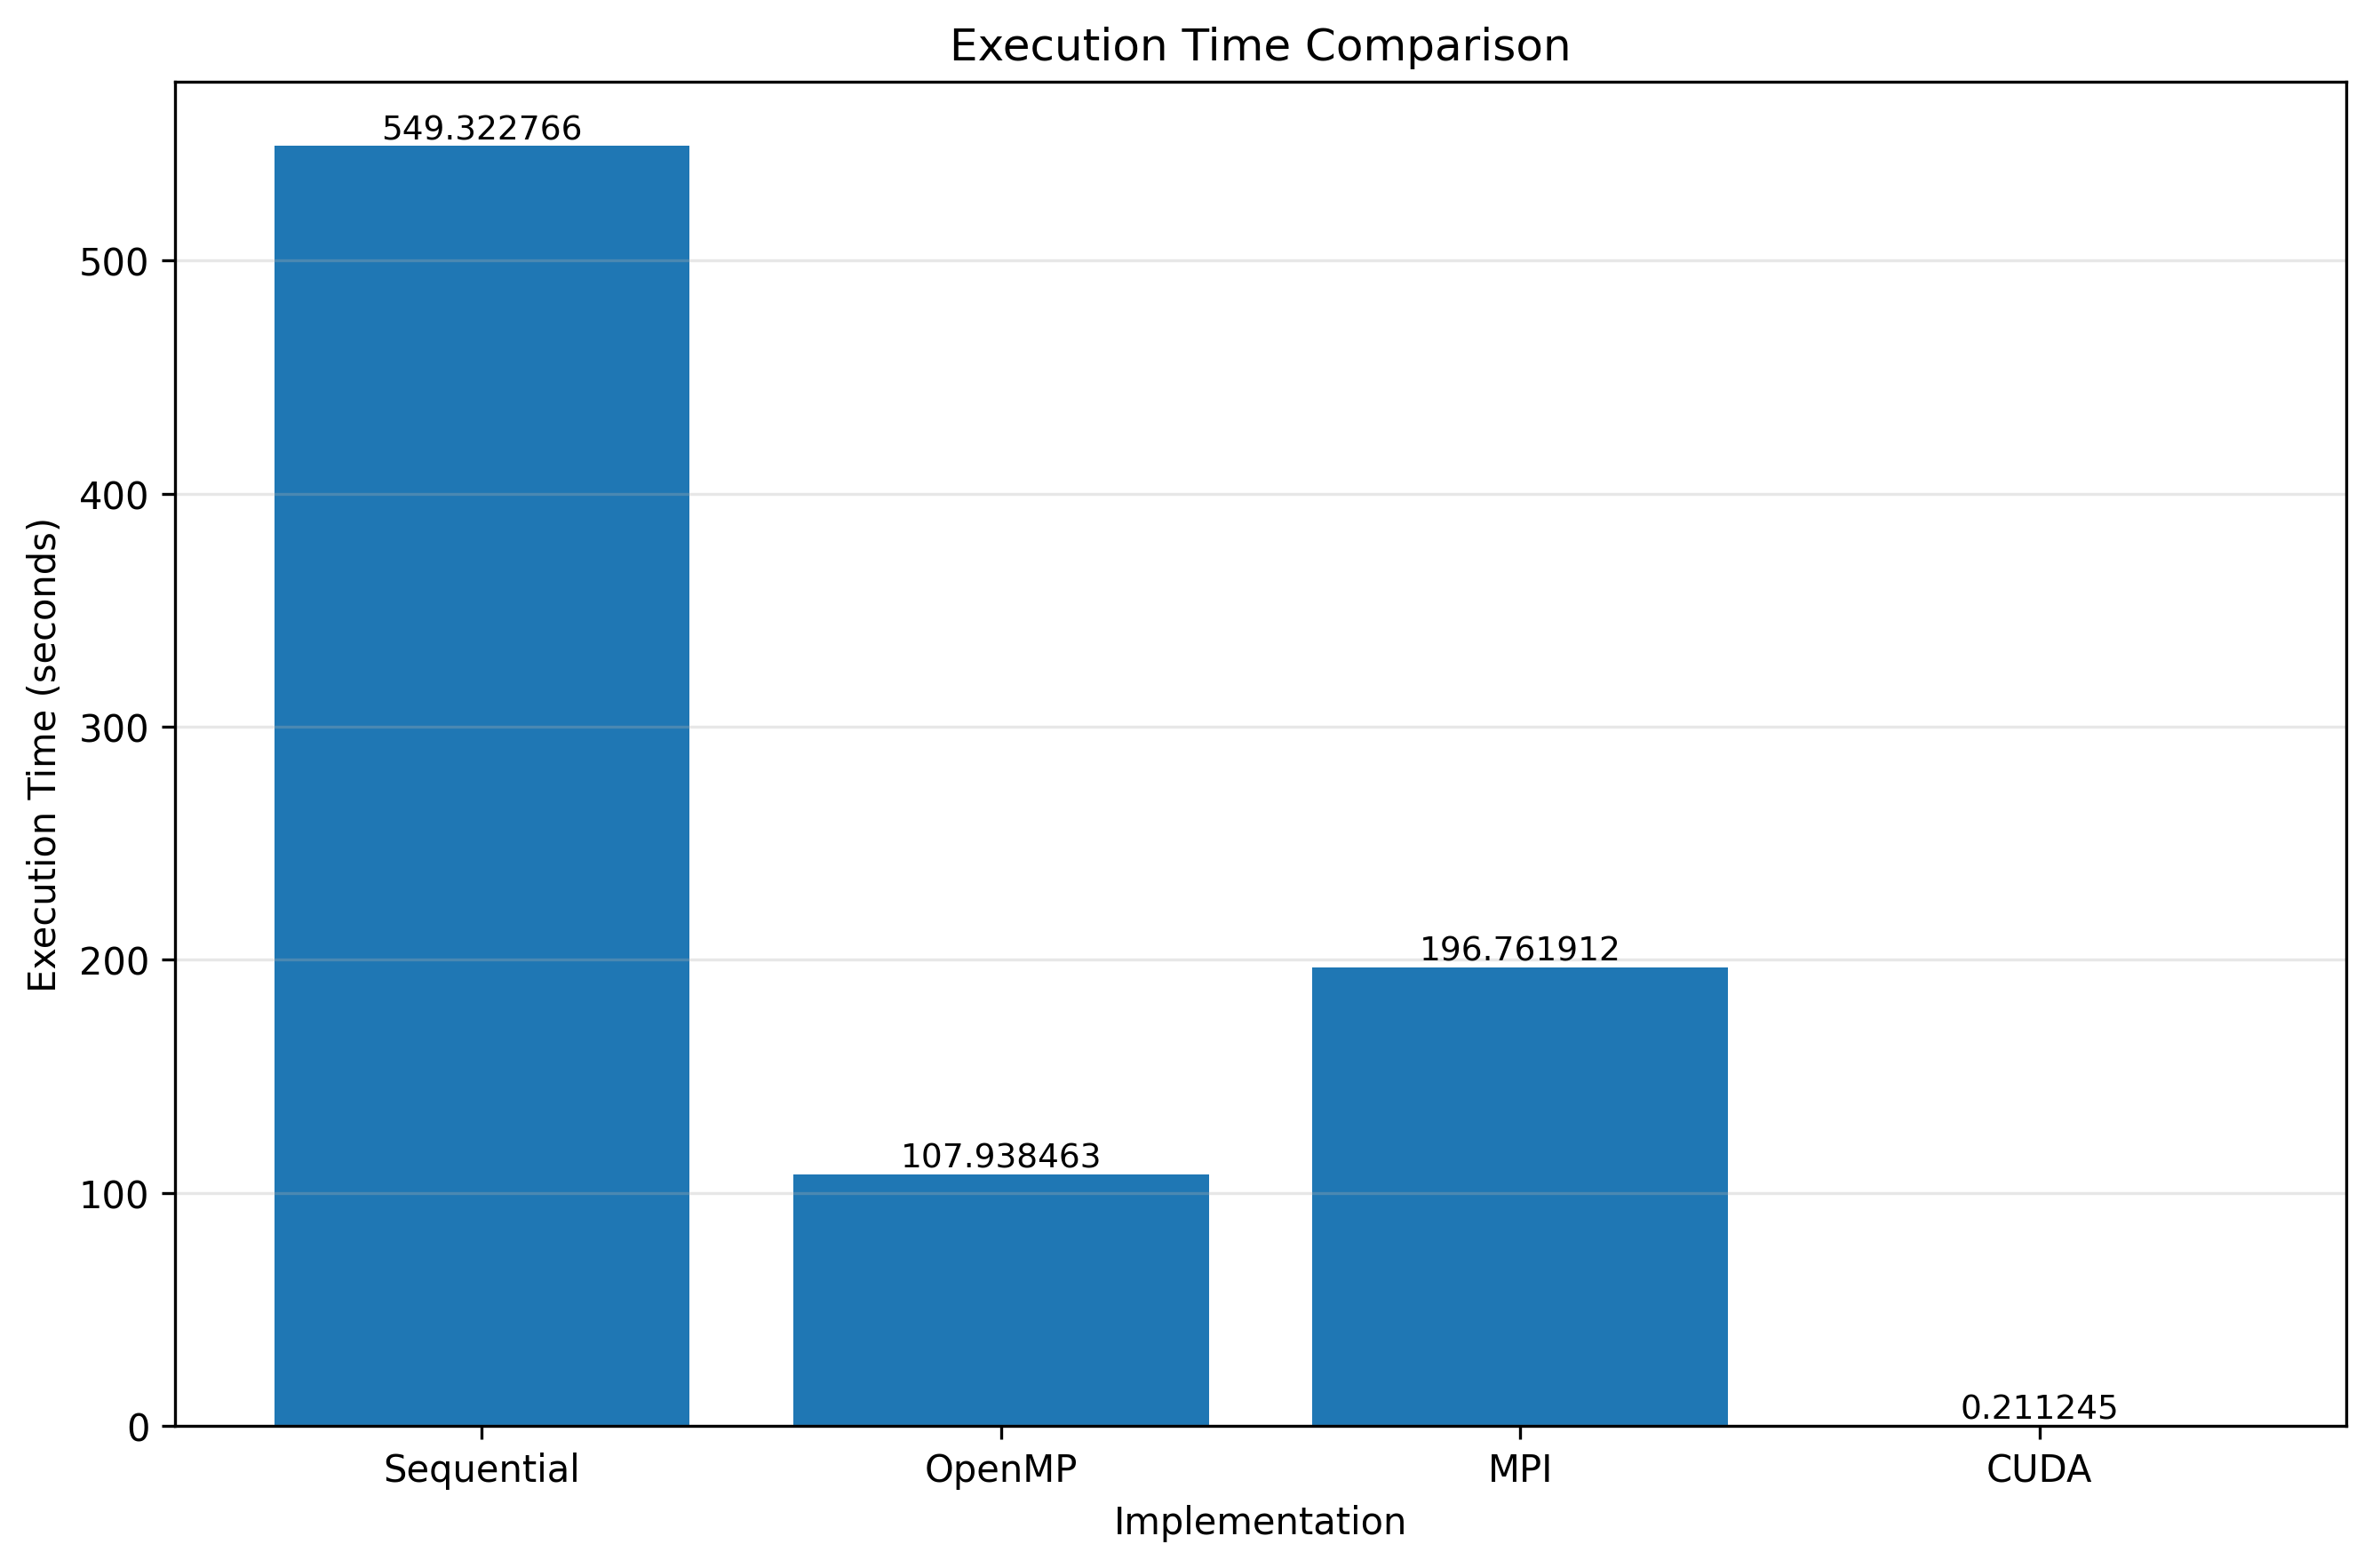 Execution Time Comparison
Execution Time (seconds)
500
400
300
200
100
0
549.322766
107.938463
196.761912
0.211245
Sequential
OpenMP
MPI
CUDA
Implementation